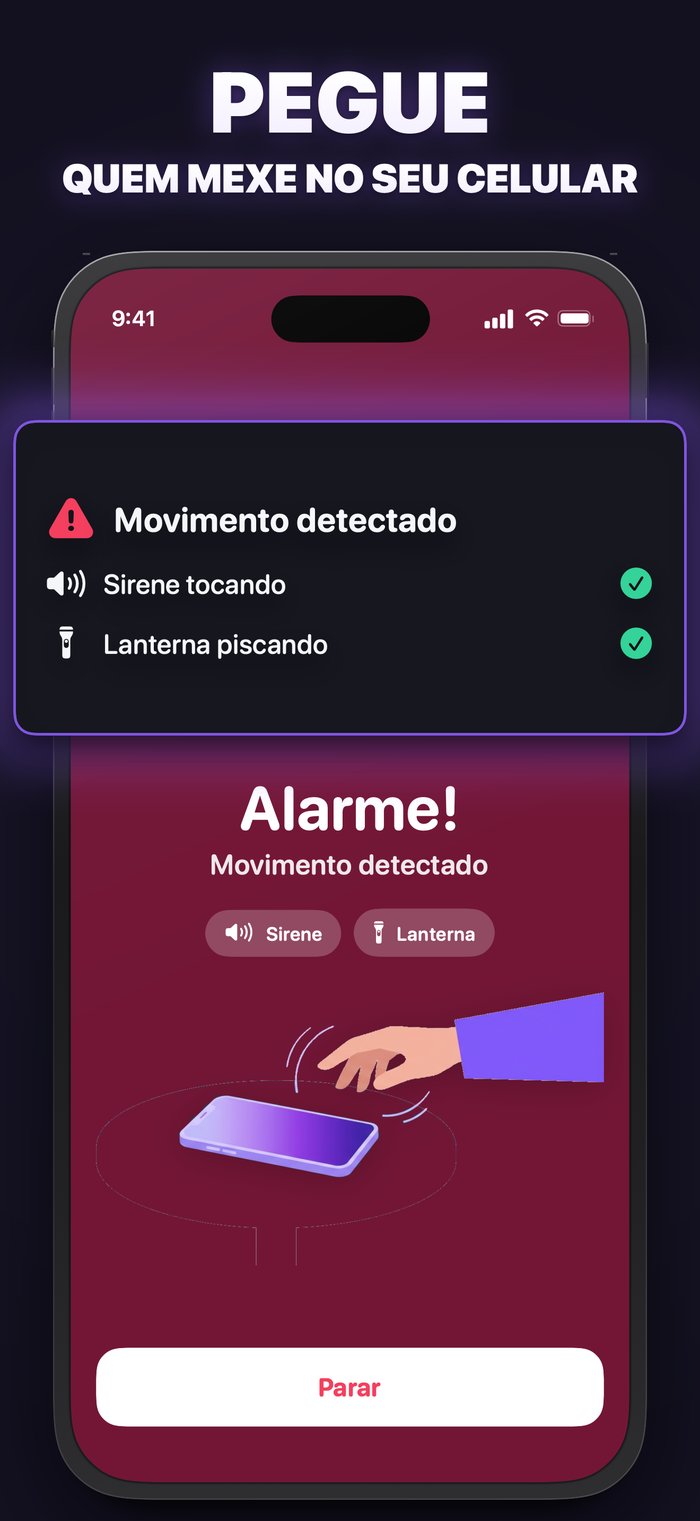 PEGUE
QUEM MEXE NO SEU CELULAR
9:41
Movimento detectado
Sirene tocando
Lanterna piscando
Alarme!
Movimento detectado
Sirene
Lanterna
Parar